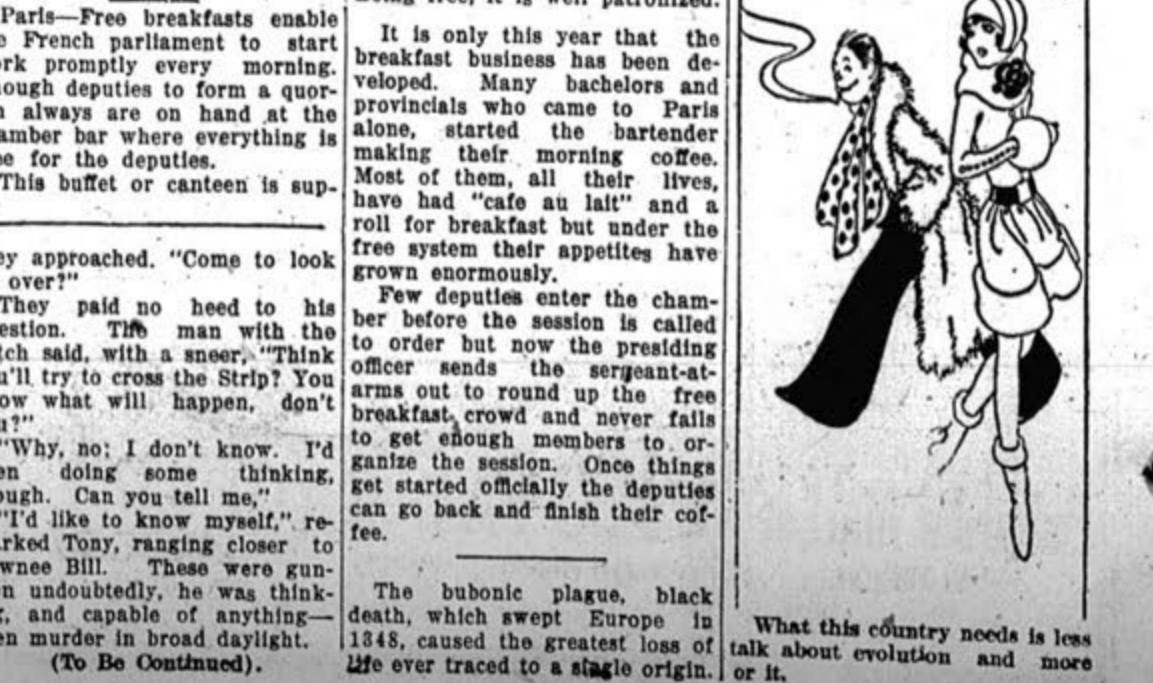 Paris—Free breakfasts enable
e French parliament to start
rk promptly every morning.
ough deputies to form a quor-
always are on hand at the
amber bar where everything is
ee for the deputies.
This buffet or canteen is sup-
ey approached. "Come to look
over?"
They paid no heed to his
estion. The man with the
tch said, with a sneer, "Think
u'll try to cross the Strip? You
ow what will happen, don't
u?"
"Why, no; I don't know. I'd
en doing some thinking,
ough. Can you tell me,"
"I'd like to know myself," re-
rked Tony, ranging closer to
wnee Bill. These were gun-
n undoubtedly, he was think-
g, and capable of anything—
en murder in broad daylight.
(To Be Continued).
being free, it is well patronized.
It is only this year that the
breakfast business has been de-
veloped. Many bachelors and
provincials who came to Paris
alone, started the bartender
making their morning coffee.
Most of them, all their lives,
have had "cafe au lait" and a
roll for breakfast but under the
free system their appetites have
grown enormously.
Few deputies enter the cham-
ber before the session is called
to order but now the presiding
officer sends the sergeant-at-
arms out to round up the free
breakfast crowd and never fails
to get enough members to or-
ganize the session. Once things
get started officially the deputies
can go back and finish their cof-
fee.
The bubonic plague, black
death, which swept Europe in
1348, caused the greatest loss of
life ever traced to a single origin.
What this country needs is less
talk about evolution and more
or it.